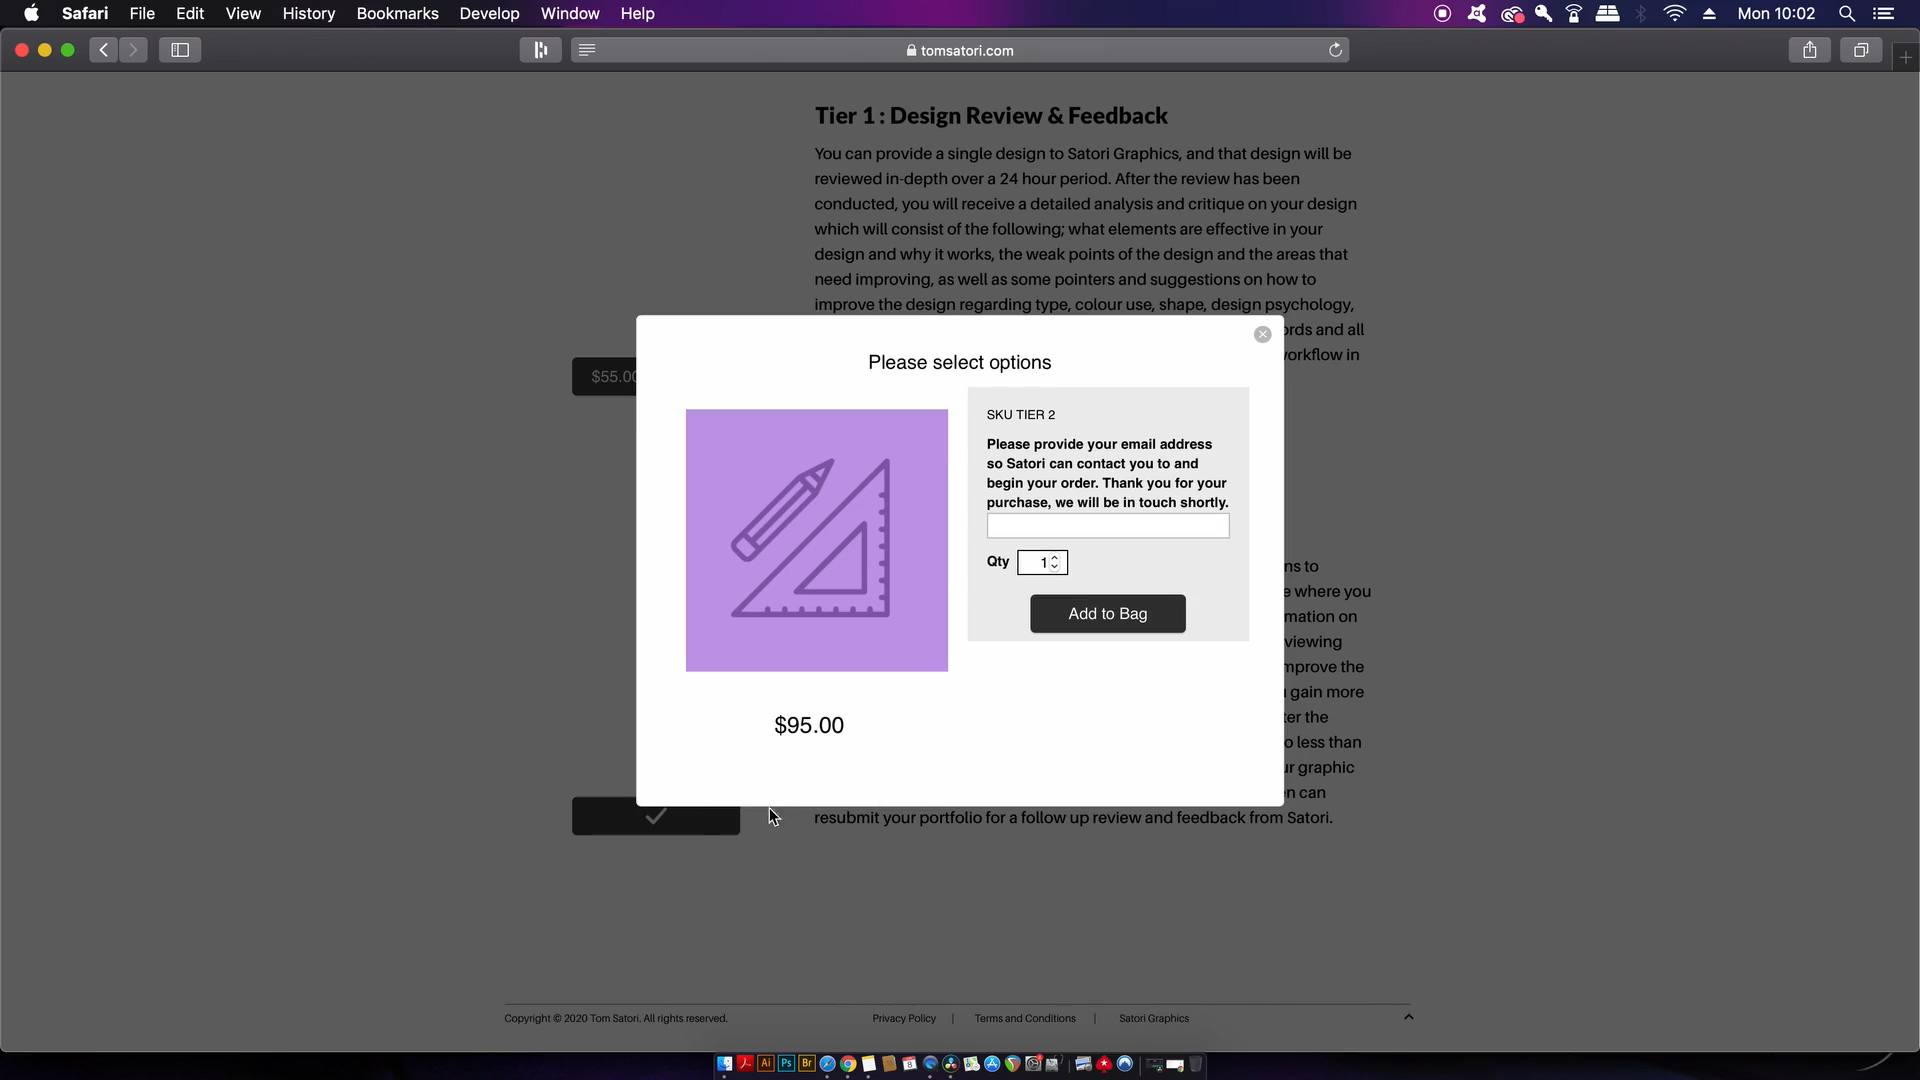 Safari File Edit View History Bookmarks Develop Window Help
Mon 10:02
tomsatori.com
Tier 1 : Design Review & Feedback
You can provide a single design to Satori Graphics, and that design will be
reviewed in-depth over a 24 hour period. After the review has been
conducted, you will receive a detailed analysis and critique on your design
which will consist of the following; what elements are effective in your
design and why it works, the weak points of the design and the areas that
need improving, as well as some pointers and suggestions on how to
improve the design regarding type, colour use, shape, design psychology,
and all
in
$55.00
Please select options
SKU TIER 2
Please provide your email address
so Satori can contact you to and
begin your order. Thank you for your
purchase, we will be in touch shortly.
Qty 1
Add to Bag
$95.00
to
where you
on
the
gain more
the
less than
graphic
can
resubmit your portfolio for a follow up review and feedback from Satori.
Copyright © 2020 Tom Satori. All rights reserved.
Privacy Policy | Terms and Conditions | Satori Graphics
Ai Ps Br